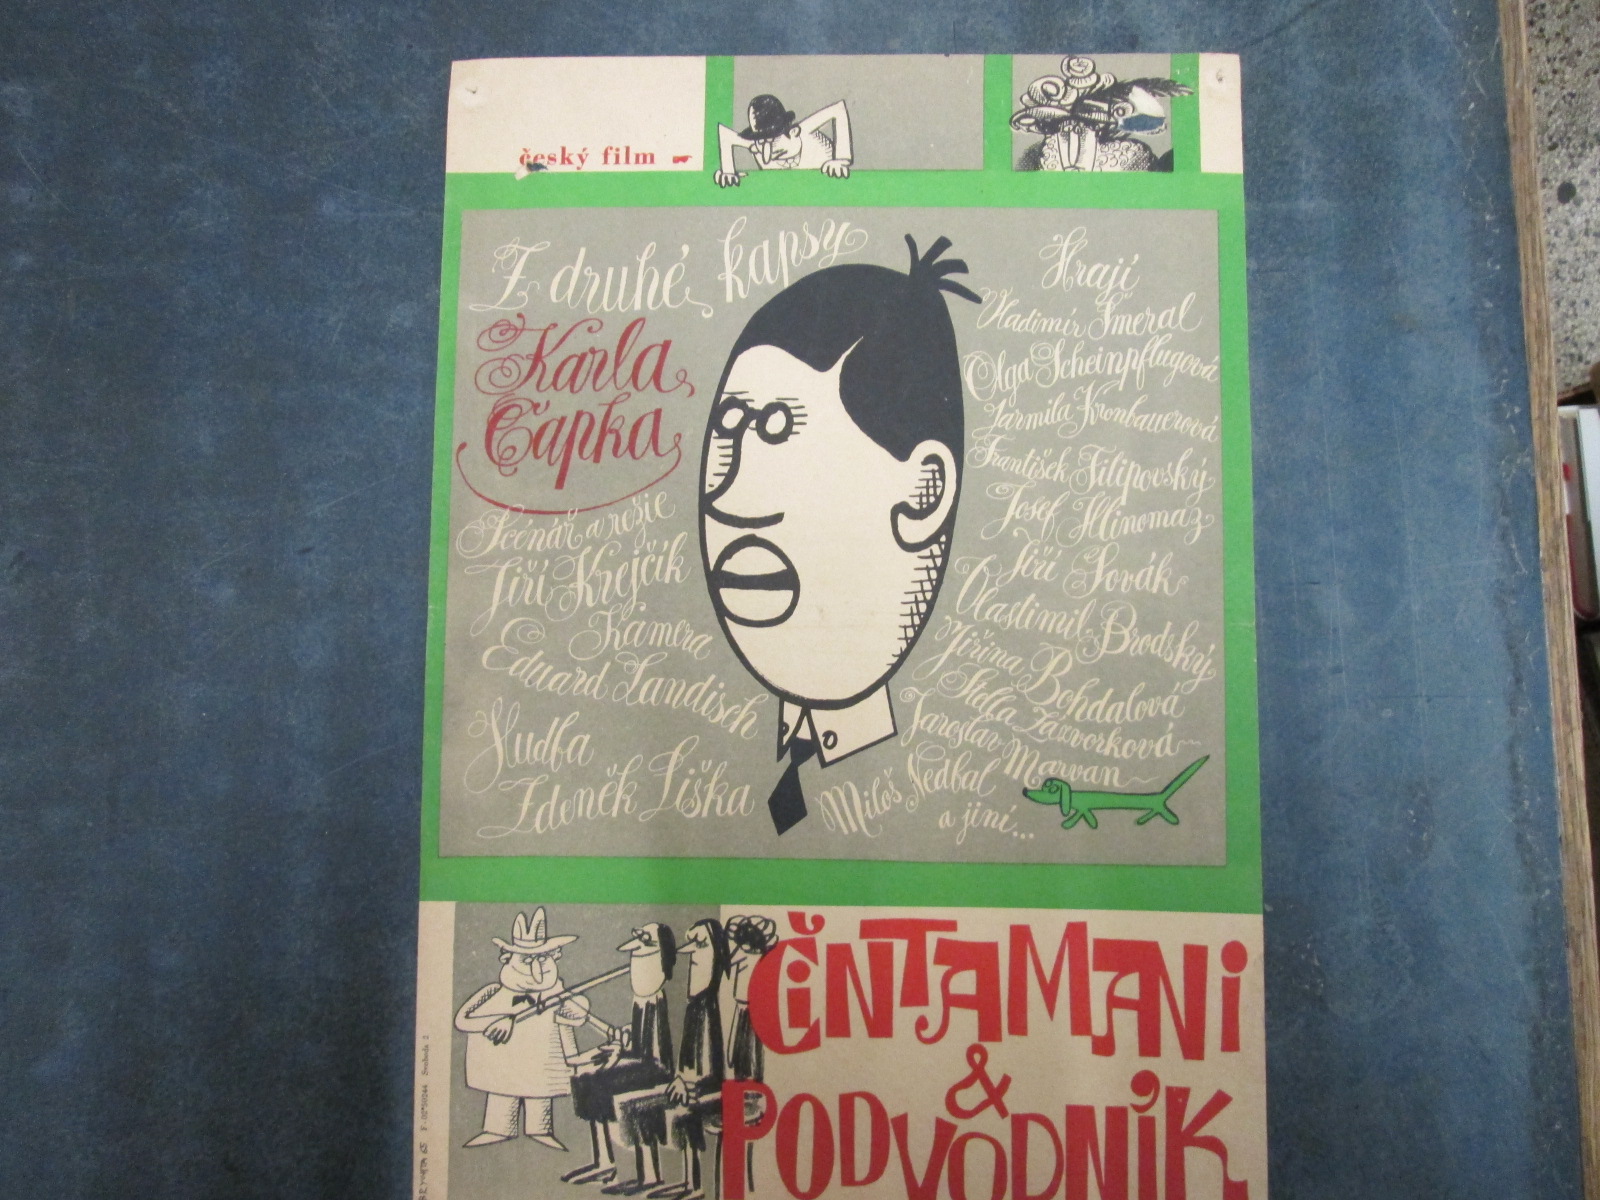 český film
Z druhé kapsy
Karla
Čapka
Scénář a režie
Jiří Krejčík
Kamera
Eduard Landisch
Hudba
Zdeněk Liška
Hrají
Vladimír Šmeral
Olga Scheinpflugová
Jarmila Kronbauerová
František Filipovský
Josef Hlinomaz
Jiří Sovák
Vlastimil Brodský
Jiřina Bohdalová
Stella Zázvorková
Jaroslav Marvan
Miloš Nedbal
a jiní...
ČINTAMANI
&
PODVODNÍK
Svoboda 2